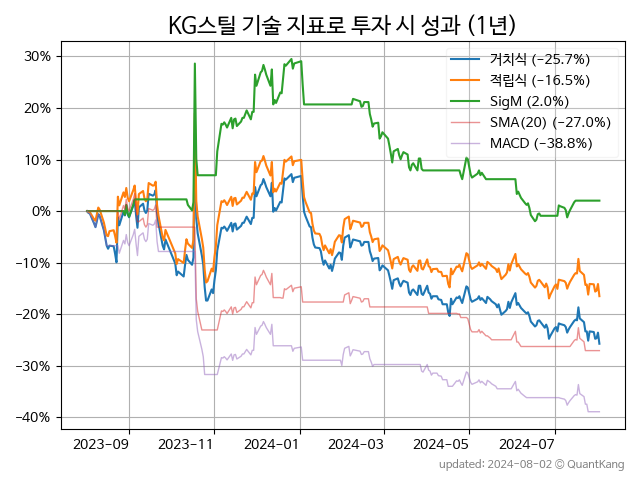 KG스틸 기술 지표로 투자 시 성과 (1년)
30%
20%
10%
0%
−10%
−20%
−30%
−40%
거치식 (−25.7%)
적립식 (−16.5%)
SigM (2.0%)
SMA(20) (−27.0%)
MACD (−38.8%)
2023-09 2023-11 2024-01 2024-03 2024-05 2024-07
updated: 2024-08-02 @ QuantKang